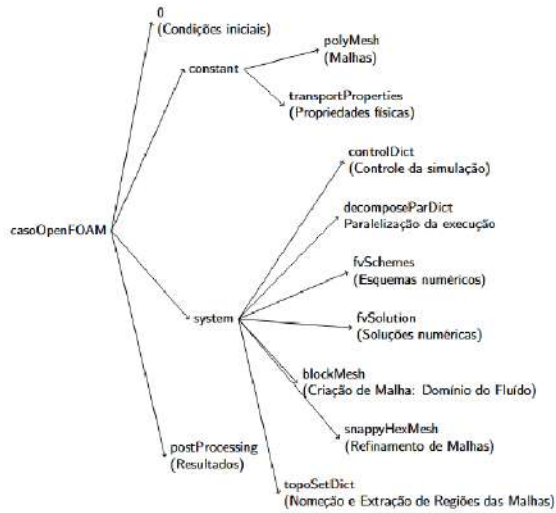 0
(Condições iniciais)
polyMesh
(Malhas)
constant
transportProperties
(Propriedades físicas)
controlDict
(Controle da simulação)
decomposeParDict
Paralelização da execução
casoOpenFOAM
fvSchemes
(Esquemas numéricos)
system
fvSolution
(Soluções numéricas)
blockMesh
(Criação de Malha: Domínio do Fluído)
snappyHexMesh
(Refinamento de Malhas)
postProcessing
(Resultados)
topoSetDict
(Nomeção e Extração de Regiões das Malhas)